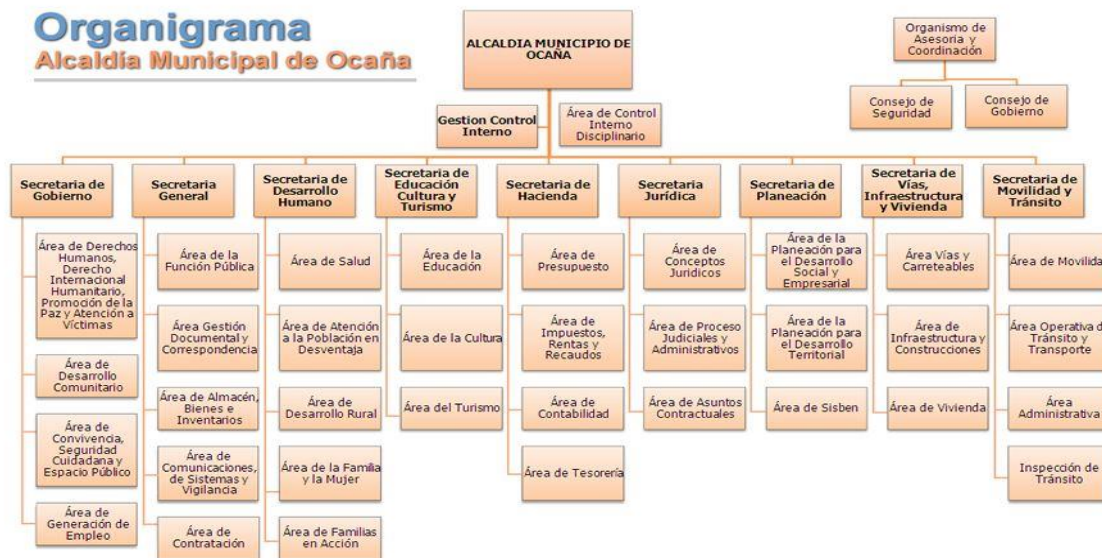 Organigrama
Alcaldía Municipal de Ocaña
ALCALDIA MUNICIPIO DE
OCAÑA
Organismo de
Asesoria y
Coordinación
Consejo de
Seguridad
Consejo de
Gobierno
Gestion Control
Interno
Área de Control
Interno
Disciplinario
Secretaria de
Gobierno
Área de Derechos
Humanos, Derecho
Internacional
Humanitario,
Promoción de la
Paz y Atención a
Víctimas
Área de
Desarrollo
Comunitario
Área de
Convivencia,
Seguridad
Cuidadana y
Espacio Público
Área de
Generación de
Empleo
Secretaria
General
Área de la
Función Pública
Área Gestión
Documental y
Correspondencia
Área de Almacén,
Bienes e
Inventarios
Área de
Comunicaciones,
de Sistemas y
Vigilancia
Área de
Contratación
Secretaria de
Desarrollo
Humano
Área de Salud
Área de Atención
a la Población en
Desventaja
Área de
Desarrollo Rural
Área de la Familia
y la Mujer
Área de Familias
en Acción
Secretaria de
Educación
Cultura y
Turismo
Área de la
Educación
Área de la Cultura
Área del Turismo
Secretaria de
Hacienda
Área de
Presupuesto
Área de
Impuestos,
Rentas y
Recaudos
Área de
Contabilidad
Área de Tesorería
Secretaria
Jurídica
Área de
Conceptos
Juridicos
Área de Proceso
Judiciales y
Administrativos
Área de Asuntos
Contractuales
Secretaria de
Planeación
Área de la
Planeación para
el Desarrollo
Social y
Empresarial
Área de la
Planeación para
el Desarrollo
Territorial
Área de Sisben
Secretaria de
Vías,
Infraestructura
y Vivienda
Área Vías y
Carreteables
Área de
Infraestructura y
Construcciones
Área de Vivienda
Secretaria de
Movilidad y
Tránsito
Área de Movilidad
Área Operativa de
Tránsito y
Transporte
Área
Administrativa
Inspección de
Tránsito